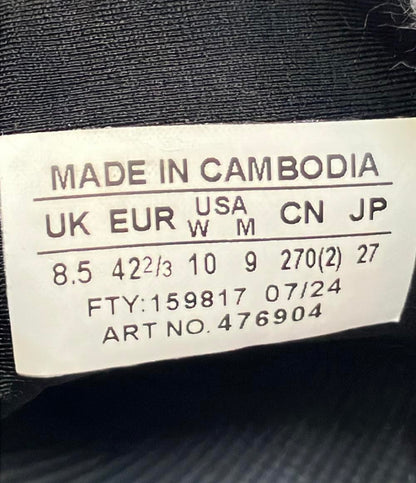 MADE IN CAMBODIA
UK EUR USA W M CN JP
8.5 42 2/3 10 9 270(2) 27
FTY:159817 07/24
ART NO. 476904